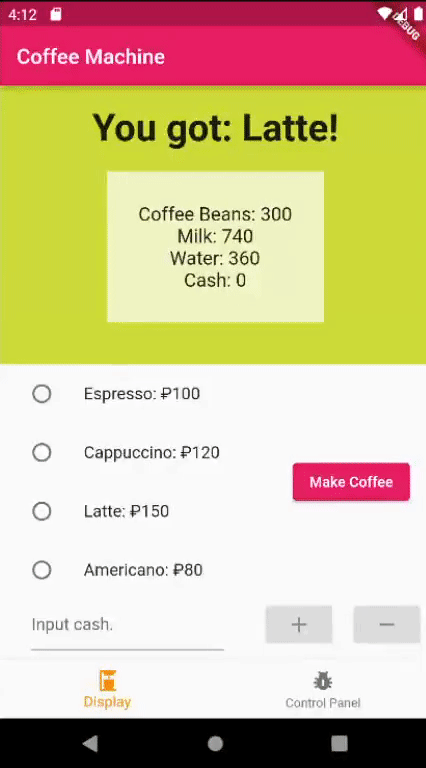 4:12
DEBUG
Coffee Machine
You got: Latte!
Coffee Beans: 300
Milk: 740
Water: 360
Cash: 0
Espresso: ₽100
Cappuccino: ₽120
Make Coffee
Latte: ₽150
Americano: ₽80
Input cash.
+ −
Display
Control Panel